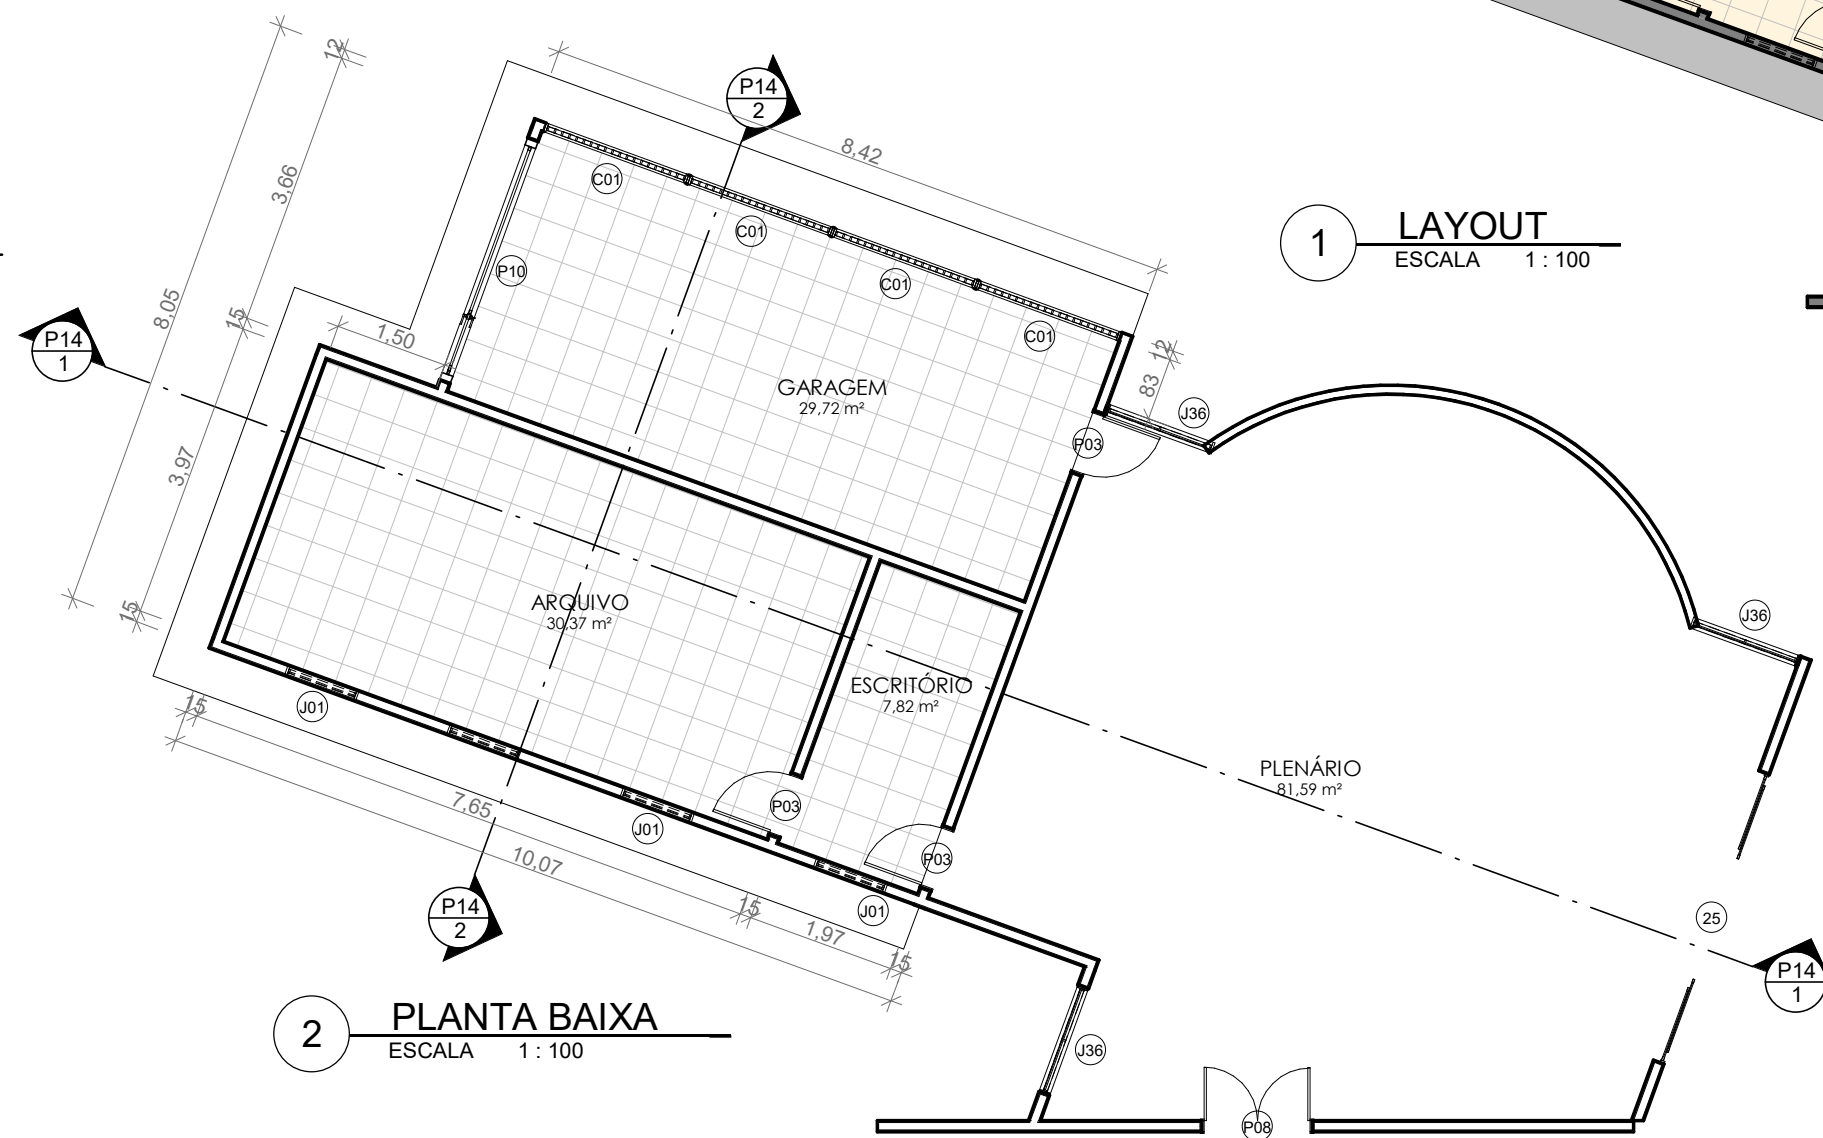 12
P14
2
8,42
3,66
C01
C01
C01
C01
P10
8,05
15
1,50
P14
1
1 LAYOUT
ESCALA 1 : 100
GARAGEM
29,72 m²
12
83
J36
P03
3,97
ARQUIVO
30,37 m²
15
J36
ESCRITÓRIO
7,82 m²
J01
15
PLENÁRIO
81,59 m²
7,65
P03
J01
10,07
P03
P14
2
J01
15
1,97
15
25
P14
1
2 PLANTA BAIXA
ESCALA 1 : 100
J36
P08